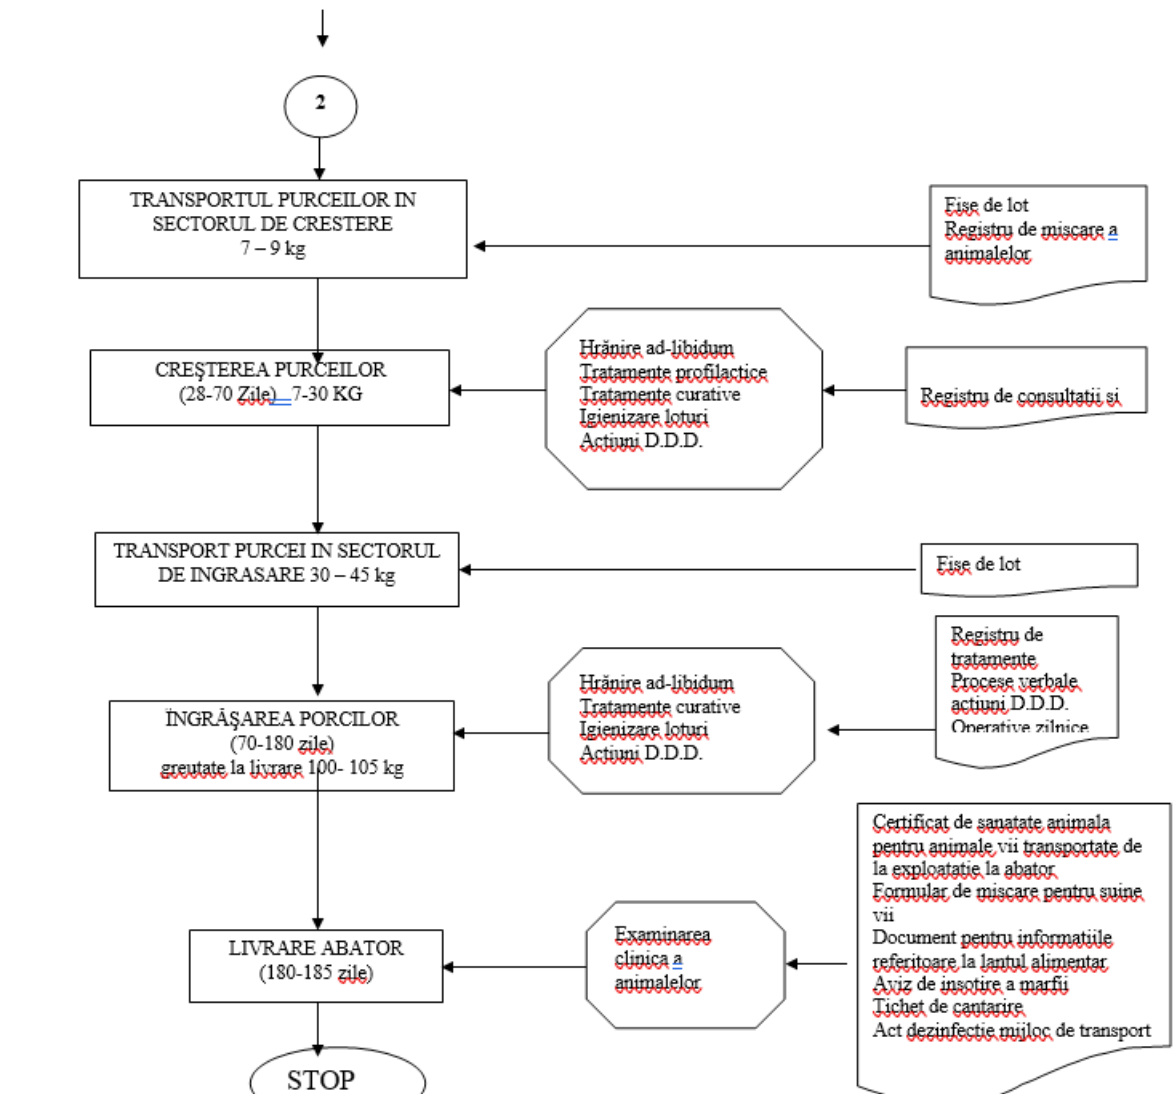 2
TRANSPORTUL PURCEILOR IN
SECTORUL DE CRESTERE
7 – 9 kg
Fise de lot
Registru de miscare a
animalelor
CREŞTEREA PURCEILOR
(28-70 Zile) 7-30 KG
Hrănire ad-libidum
Tratamente profilactice
Tratamente curative
Igienizare loturi
Actiuni D.D.D.
Registru de consultatii si
TRANSPORT PURCEI IN SECTORUL
DE INGRASARE 30 – 45 kg
Fise de lot
ÎNGRĂŞAREA PORCILOR
(70-180 zile)
greutate la livrare 100- 105 kg
Hrănire ad-libidum
Tratamente curative
Igienizare loturi
Actiuni D.D.D.
Registru de
tratamente
Procese verbale
actiuni D.D.D.
Operative zilnice
LIVRARE ABATOR
(180-185 zile)
Examinarea
clinica a
animalelor
Certificat de sanatate animala
pentru animale vii transportate de
la exploatatie la abator
Formular de miscare pentru suine
vii
Document pentru informatiile
referitoare la lantul alimentar
Aviz de insotire a marfii
Tichet de cantarire
Act dezinfectie mijloc de transport
STOP